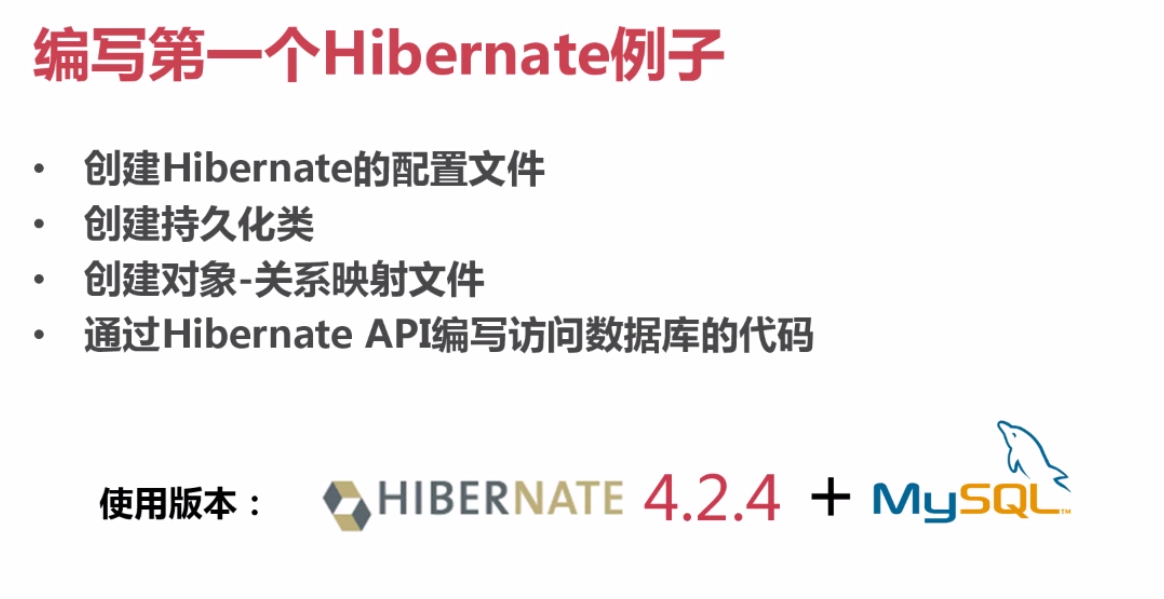 编写第一个Hibernate例子
• 创建Hibernate的配置文件
• 创建持久化类
• 创建对象-关系映射文件
• 通过Hibernate API编写访问数据库的代码
使用版本： HIBERNATE 4.2.4 + MySQL™